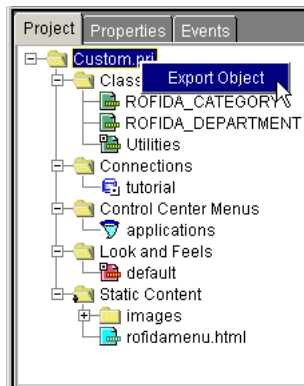 Project Properties Events
Custom.prj
Class
Export Object
ROFIDA_CATEGORY
ROFIDA_DEPARTMENT
Utilities
Connections
tutorial
Control Center Menus
applications
Look and Feels
default
Static Content
images
rofidamenu.html